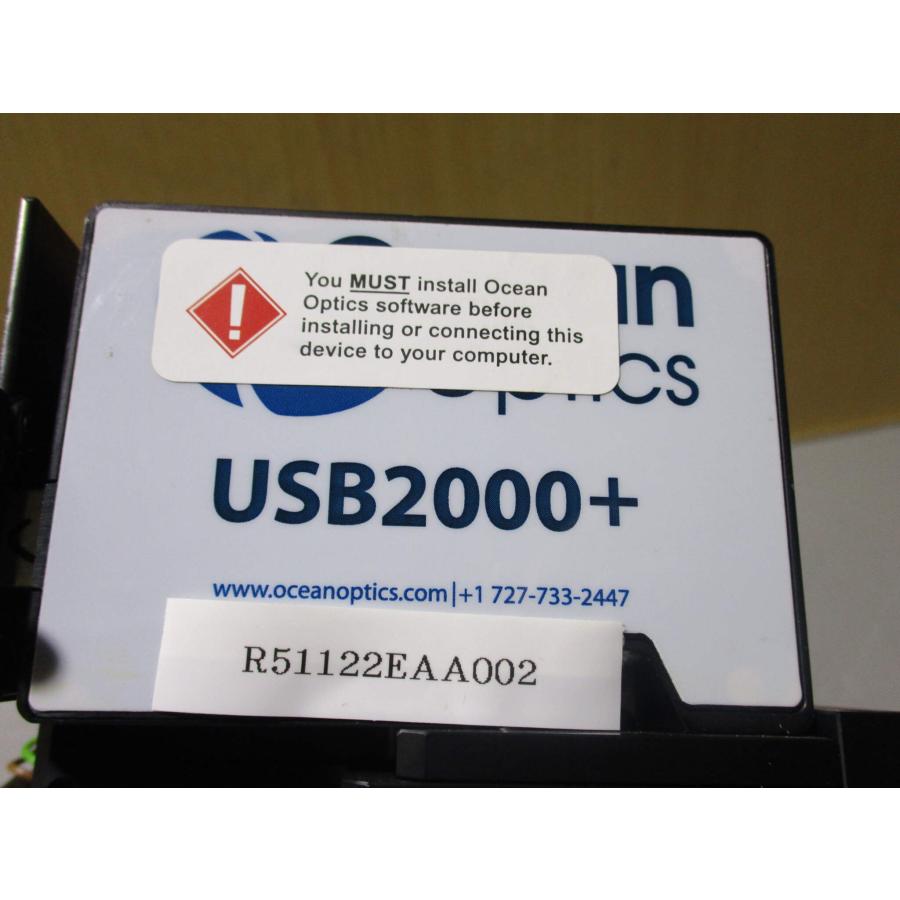 You MUST install Ocean
Optics software before
installing or connecting this
device to your computer.
Optics
USB2000+
www.oceanoptics.com|+1 727-733-2447
R51122EAA002